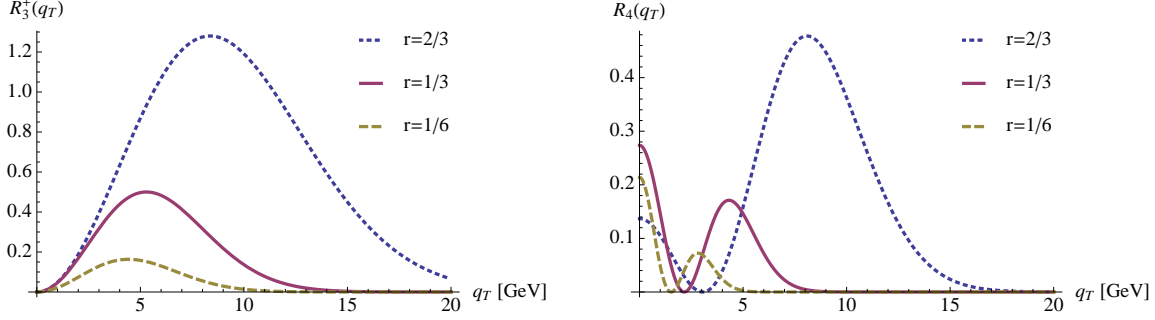 R₃⁺(q_T)
r=2/3
r=1/3
r=1/6
1.2
1.0
0.8
0.6
0.4
0.2
5
10
15
20
q_T [GeV]
R₄(q_T)
r=2/3
r=1/3
r=1/6
0.4
0.3
0.2
0.1
5
10
15
20
q_T [GeV]